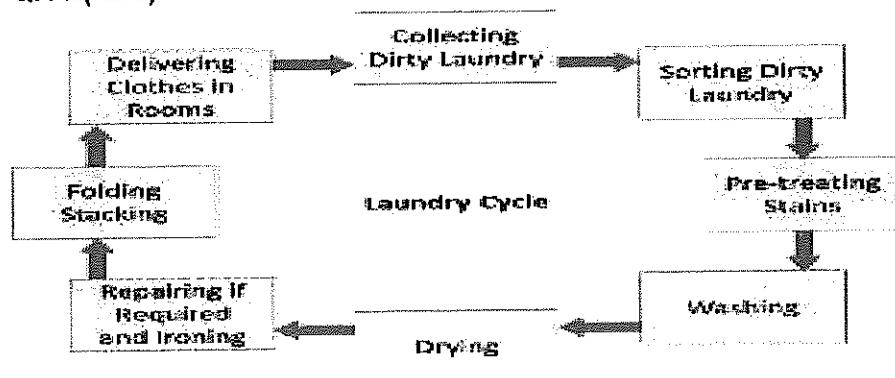 Collecting
Dirty Laundry
Sorting Dirty
Laundry
Pre-treating
Stains
Washing
Drying
Repairing if
Required
and Ironing
Folding
Stacking
Delivering
Clothes in
Rooms
Laundry Cycle